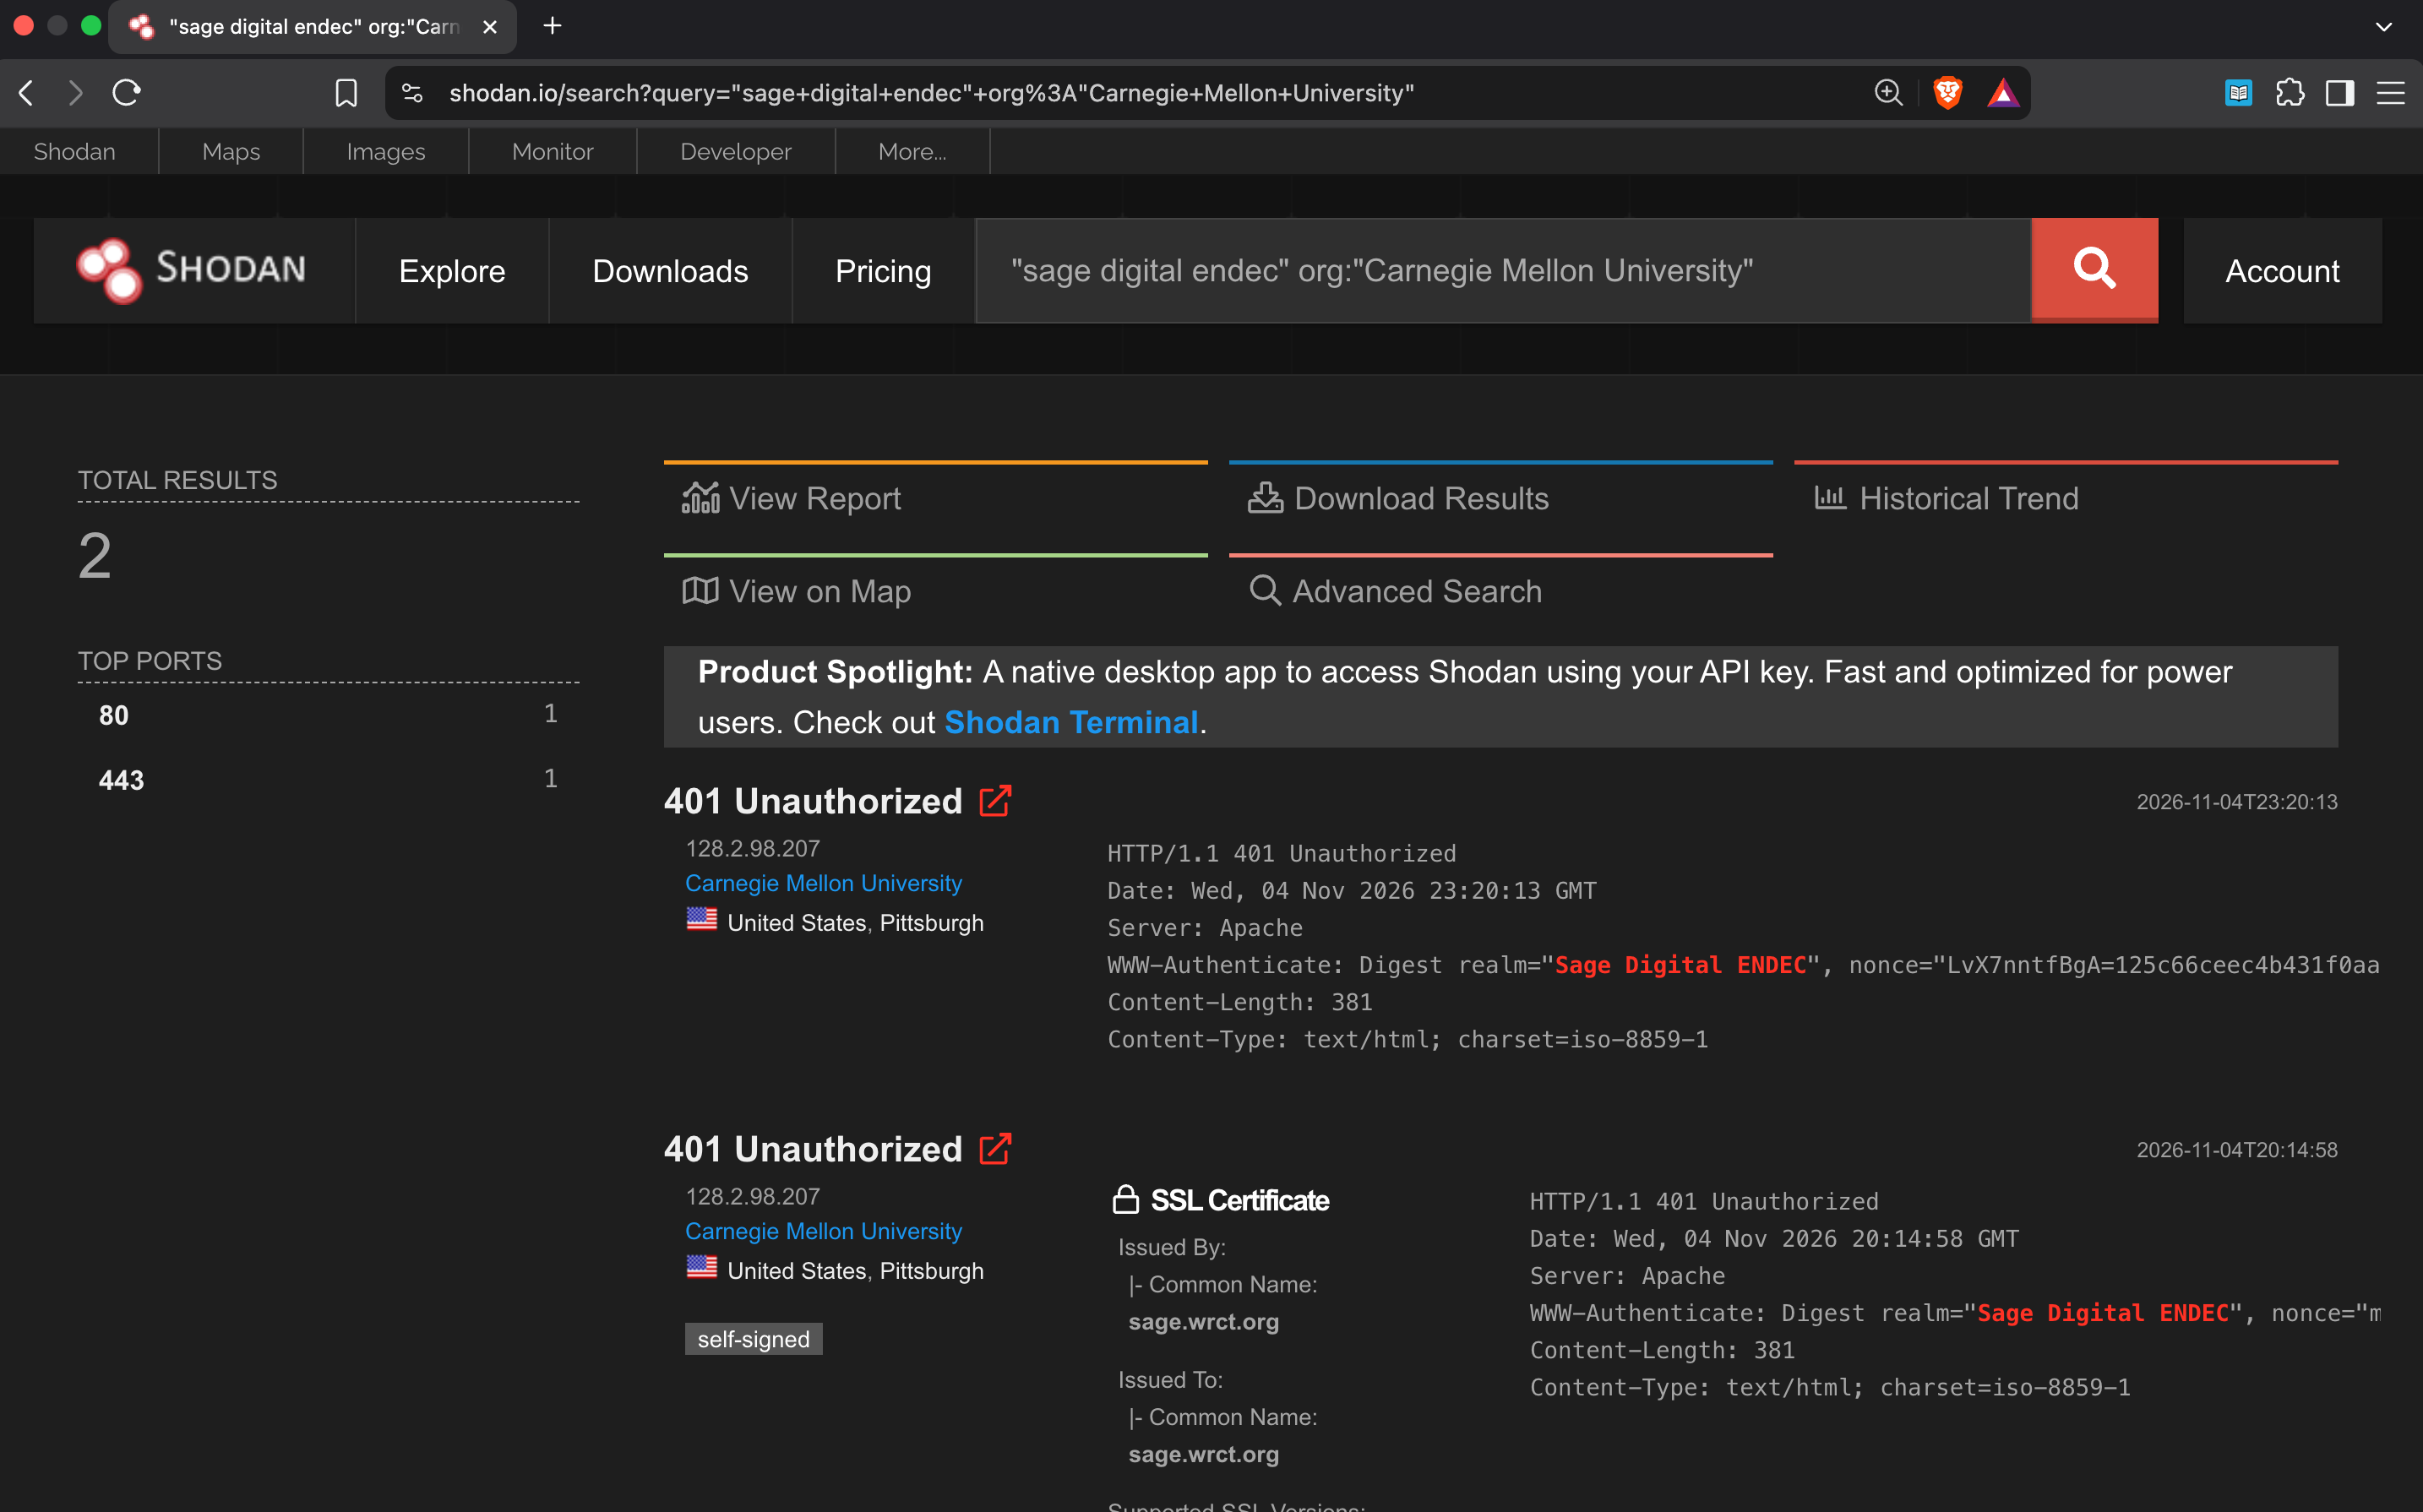 "sage digital endec" org:"Carn
shodan.io/search?query="sage+digital+endec"+org%3A"Carnegie+Mellon+University"
Shodan
Maps
Images
Monitor
Developer
More...
SHODAN
Explore
Downloads
Pricing
"sage digital endec" org:"Carnegie Mellon University"
Account
TOTAL RESULTS
2
TOP PORTS
80 1
443 1
View Report
Download Results
Historical Trend
View on Map
Advanced Search
Product Spotlight: A native desktop app to access Shodan using your API key. Fast and optimized for power
users. Check out Shodan Terminal.
401 Unauthorized
2026-11-04T23:20:13
128.2.98.207
Carnegie Mellon University
United States, Pittsburgh
HTTP/1.1 401 Unauthorized
Date: Wed, 04 Nov 2026 23:20:13 GMT
Server: Apache
WWW-Authenticate: Digest realm="Sage Digital ENDEC", nonce="LvX7nntfBgA=125c66ceec4b431f0aa
Content-Length: 381
Content-Type: text/html; charset=iso-8859-1
401 Unauthorized
2026-11-04T20:14:58
128.2.98.207
Carnegie Mellon University
United States, Pittsburgh
self-signed
SSL Certificate
Issued By:
|- Common Name:
sage.wrct.org
Issued To:
|- Common Name:
sage.wrct.org
Supported SSL Versions:
HTTP/1.1 401 Unauthorized
Date: Wed, 04 Nov 2026 20:14:58 GMT
Server: Apache
WWW-Authenticate: Digest realm="Sage Digital ENDEC", nonce="m
Content-Length: 381
Content-Type: text/html; charset=iso-8859-1